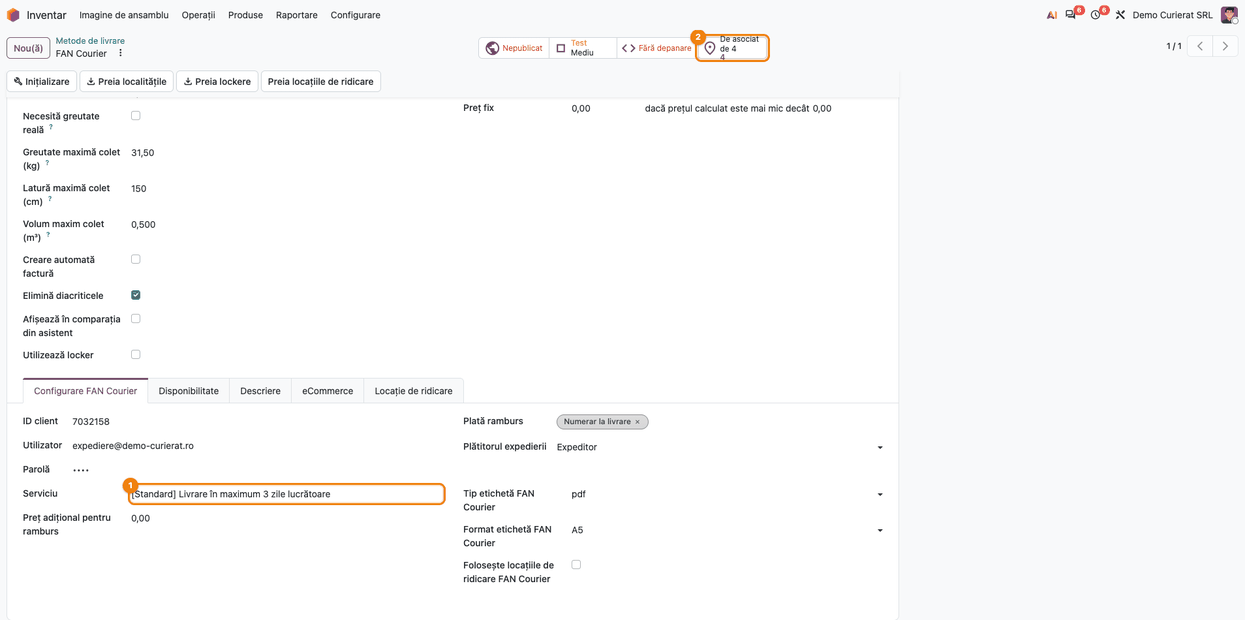 Inventar Imagine de ansamblu Operații Produse Raportare Configurare AI 6 6 Demo Curierat SRL
Nou(ă) Metode de livrare
FAN Courier
Nepublicat
Test
Mediu
Fără depanare
2
De asociat
de 4
4
1 / 1
Inițializare Preia localitățile Preia lockere Preia locațiile de ridicare
Necesită greutate
reală ?
Greutate maximă colet
(kg) ?
31,50
Latură maximă colet
(cm) ?
150
Volum maxim colet
(m³) ?
0,500
Creare automată
factură
Elimină diacriticele
Afișează în comparația
din asistent
Utilizează locker
Preț fix 0,00 dacă prețul calculat este mai mic decât 0,00
Configurare FAN Courier Disponibilitate Descriere eCommerce Locație de ridicare
ID client 7032158
Utilizator expediere@demo-curierat.ro
Parolă ••••
1
Serviciu [Standard] Livrare în maximum 3 zile lucrătoare
Preț adițional pentru
ramburs
0,00
Plată ramburs Numerar la livrare ×
Plătitorul expedierii Expeditor
Tip etichetă FAN
Courier
pdf
Format etichetă FAN
Courier
A5
Folosește locațiile de
ridicare FAN Courier